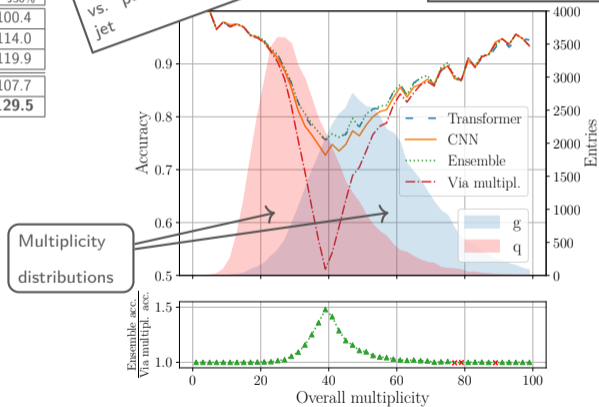 100.4
114.0
119.9
107.7
129.5
vs.
jet
4000
3500
3000
2500
2000
1500
1000
500
0
Entries
0.9
0.8
0.7
0.6
0.5
Accuracy
Transformer
CNN
Ensemble
Via multipl.
g
q
Multiplicity
distributions
Ensemble acc.
Via multipl. acc.
1.5
1.0
0 20 40 60 80 100
Overall multiplicity